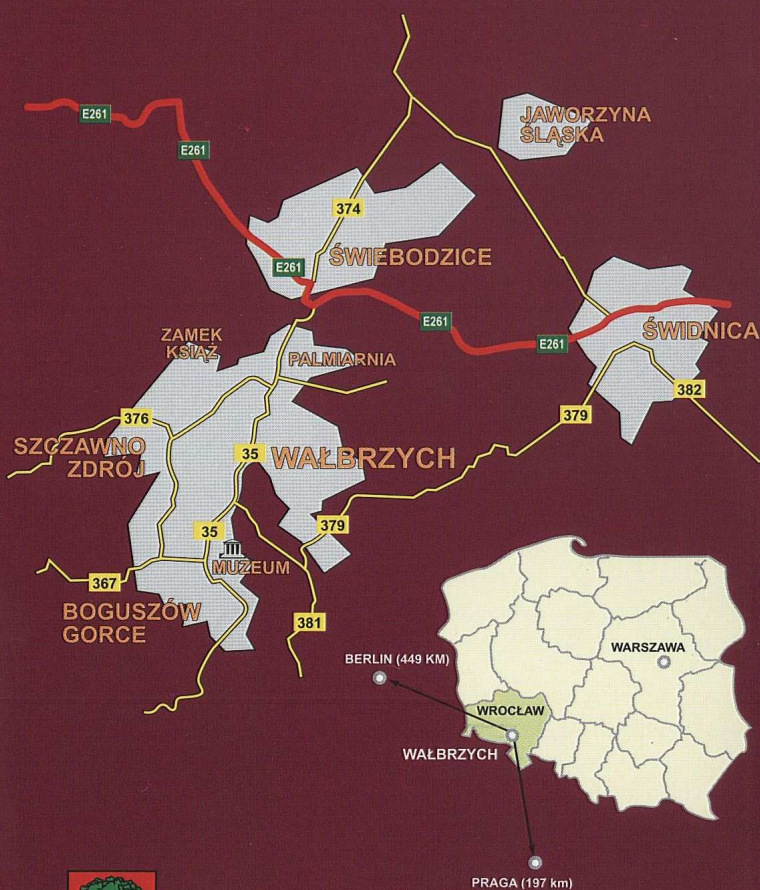 E261
JAWORZYNA
ŚLĄSKA
E261
374
ŚWIEBODZICE
E261
E261
ŚWIDNICA
E261
ZAMEK
KSIĄŻ
PALMIARNIA
382
376
379
SZCZAWNO
ZDRÓJ
35
WAŁBRZYCH
379
35
MUZEUM
367
BOGUSZÓW
GORCE
381
WARSZAWA
BERLIN (449 KM)
WROCŁAW
WAŁBRZYCH
PRAGA (197 km)